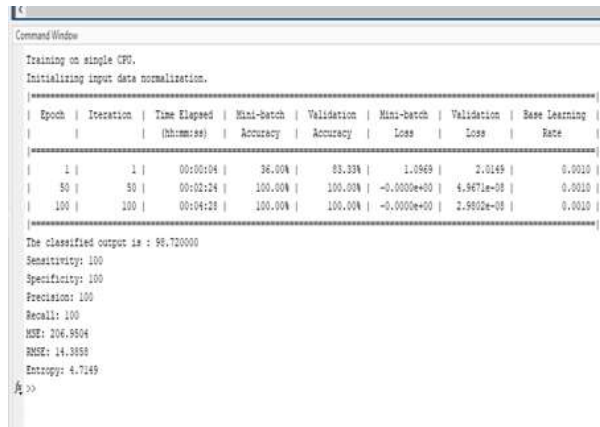 Command Window
Training on single CPU.
Initializing input data normalization.
| Epoch | Iteration | Time Elapsed | Mini-batch | Validation | Mini-batch | Validation | Base Learning |
| | | (hh:mm:ss) | Accuracy | Accuracy | Loss | Loss | Rate |
| 1 | 1 | 00:00:04 | 36.00% | 83.33% | 1.0969 | 2.0149 | 0.0010 |
| 50 | 50 | 00:02:24 | 100.00% | 100.00% | -0.0000e+00 | 4.9671e-08 | 0.0010 |
| 100 | 100 | 00:04:28 | 100.00% | 100.00% | -0.0000e+00 | 2.9802e-08 | 0.0010 |
The classified output is : 98.720000
Sensitivity: 100
Specificity: 100
Precision: 100
Recall: 100
MSE: 206.9504
RMSE: 14.3858
Entropy: 4.7149
fx >>